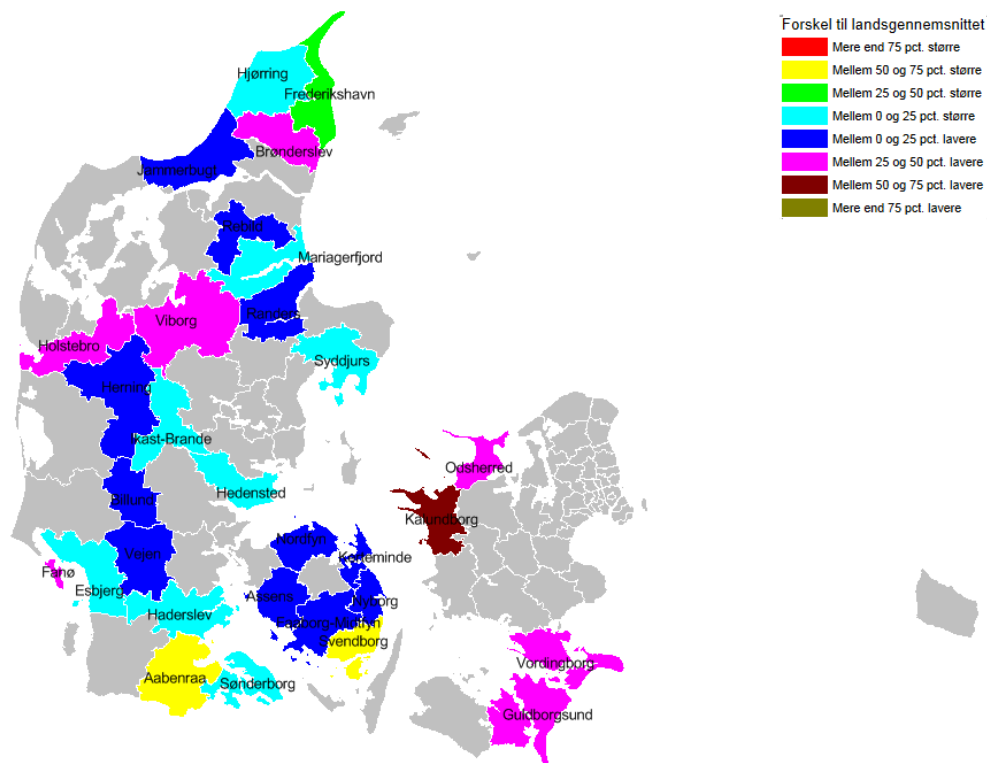 Forskel til landsgennemsnittet
Mere end 75 pct. større
Mellem 50 og 75 pct. større
Mellem 25 og 50 pct. større
Mellem 0 og 25 pct. større
Mellem 0 og 25 pct. lavere
Mellem 25 og 50 pct. lavere
Mellem 50 og 75 pct. lavere
Mere end 75 pct. lavere
Hjørring
Frederikshavn
Brønderslev
Jammerbugt
Rebild
Mariagerfjord
Randers
Viborg
Holstebro
Syddjurs
Herning
Ikast-Brande
Odsherred
Hedensted
Billund
Kalundborg
Nordfyn
Kerteminde
Vejen
Fanø
Esbjerg
Assens
Nyborg
Haderslev
Faaborg-Midtfyn
Svendborg
Vordingborg
Aabenraa
Sønderborg
Guldborgsund